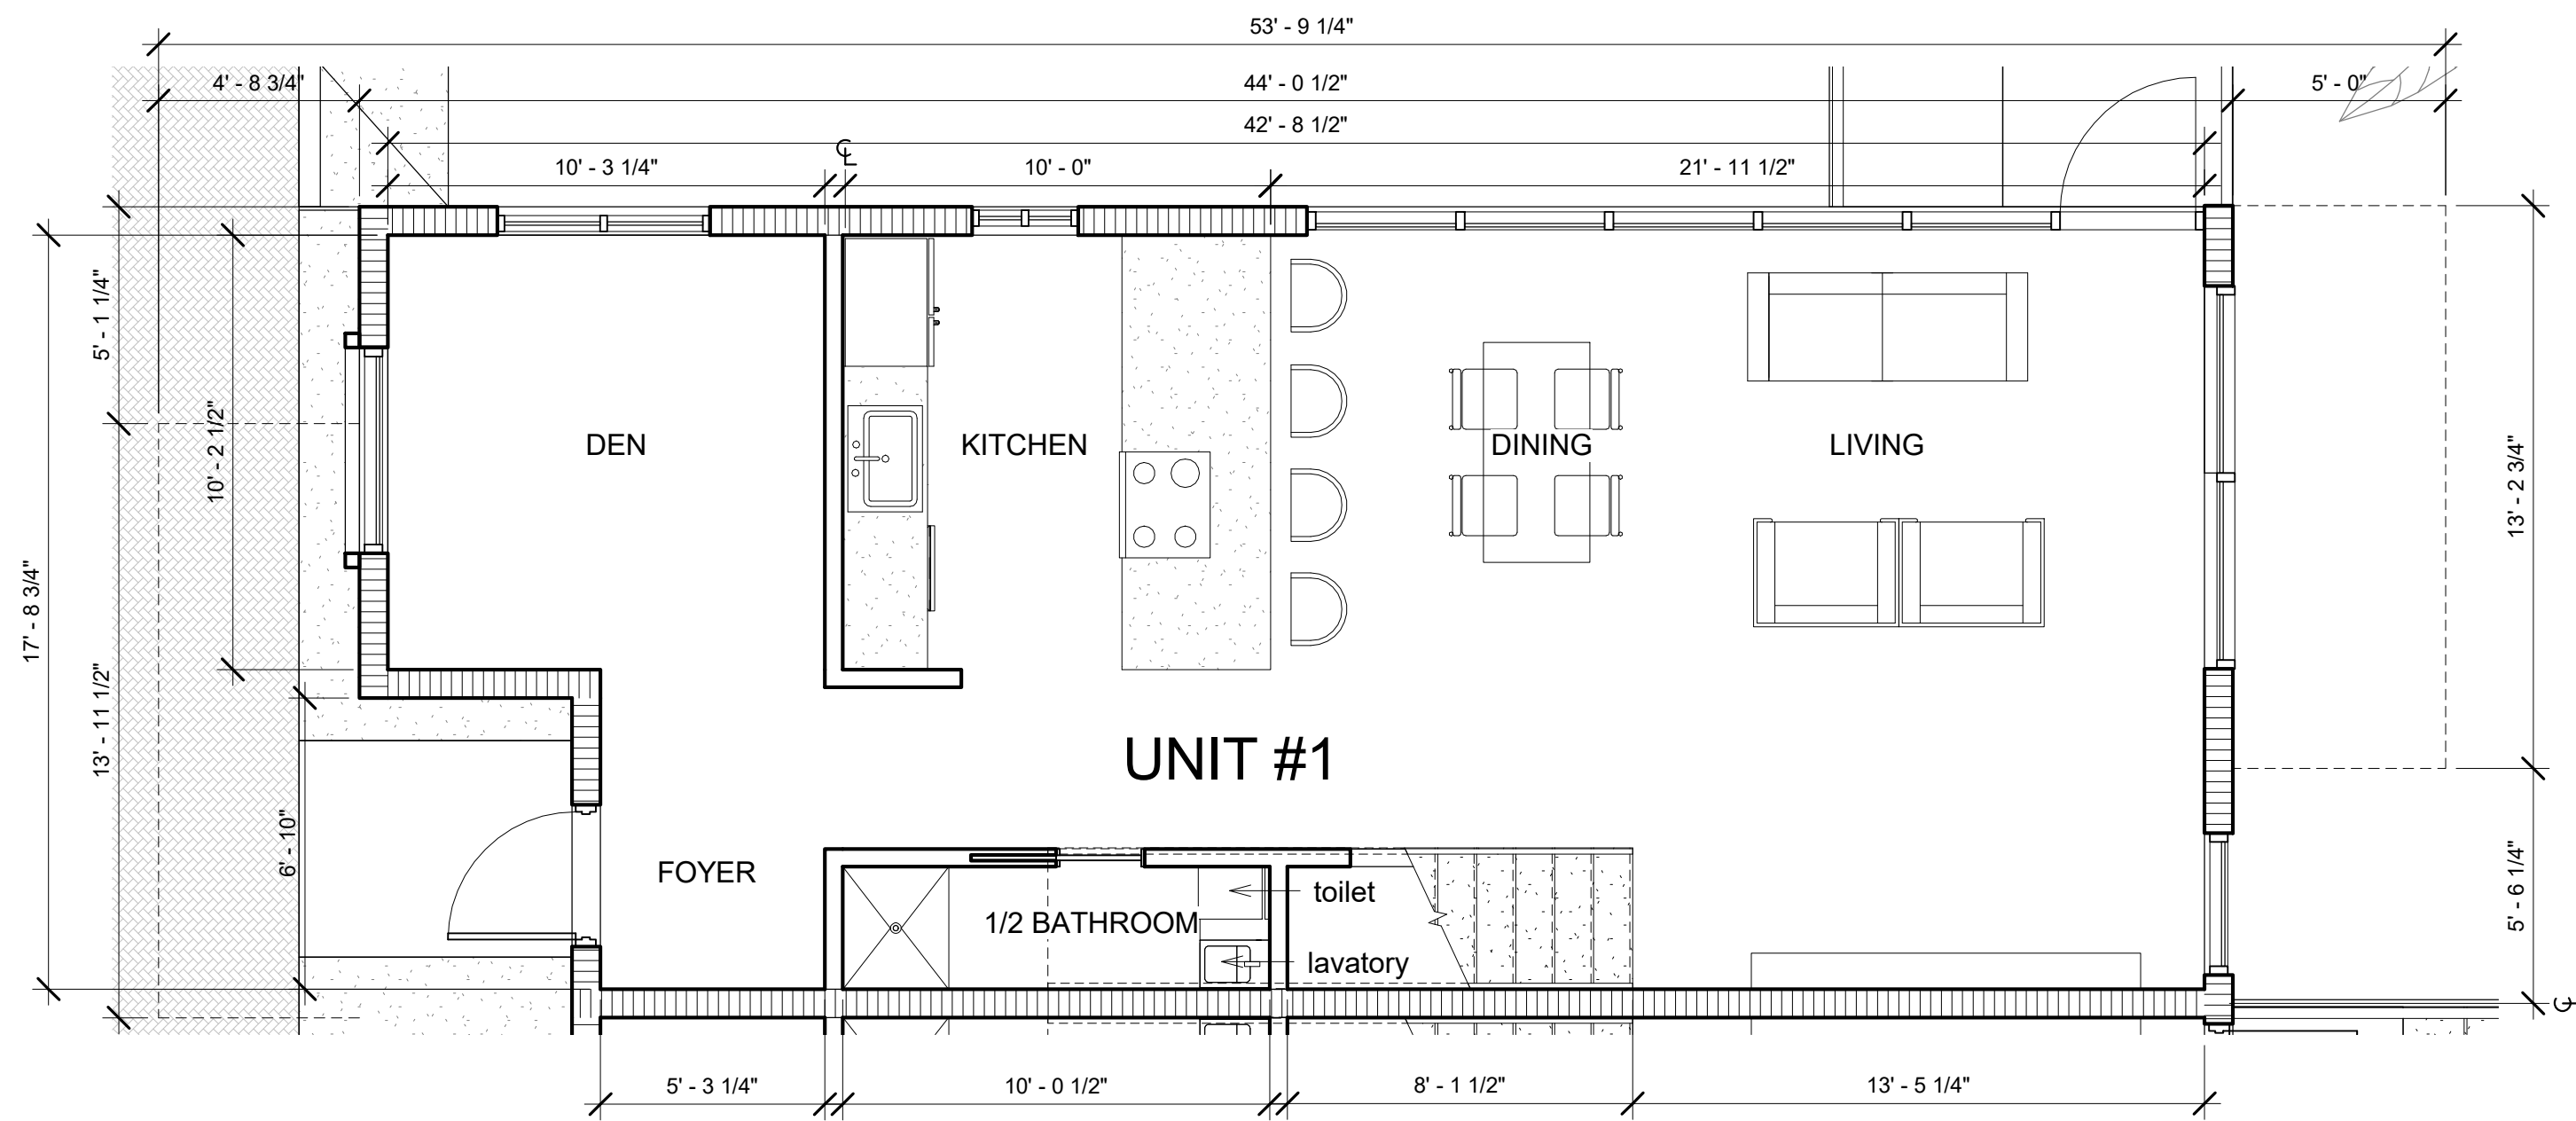 53' - 9 1/4"
4' - 8 3/4"
44' - 0 1/2"
5' - 0"
42' - 8 1/2"
10' - 3 1/4"
℄
10' - 0"
21' - 11 1/2"
5' - 1 1/4"
10' - 2 1/2"
17' - 8 3/4"
13' - 11 1/2"
6' - 10"
DEN
KITCHEN
DINING
LIVING
13' - 2 3/4"
UNIT #1
FOYER
1/2 BATHROOM
toilet
lavatory
5' - 6 1/4"
℄
5' - 3 1/4"
10' - 0 1/2"
8' - 1 1/2"
13' - 5 1/4"